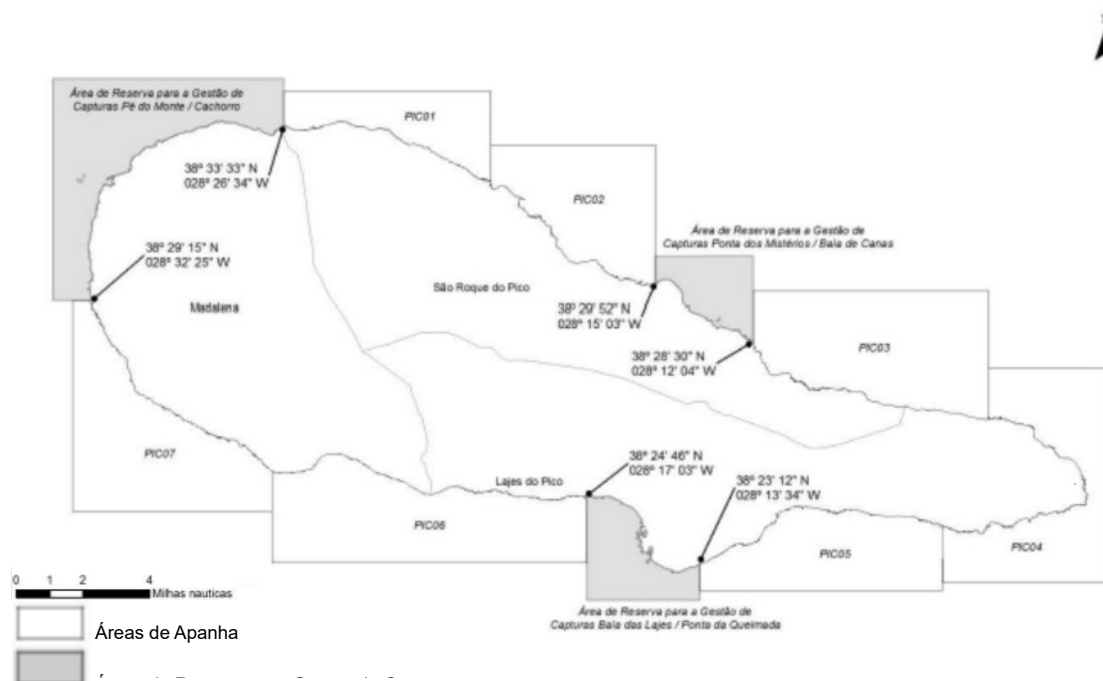 Área de Reserva para a Gestão de
Capturas Pé do Monte / Cachorro
PIC01
38º 33' 33" N
028º 26' 34" W
PIC02
Área de Reserva para a Gestão de
Capturas Ponta dos Mistérios / Baía de Canas
38º 29' 15" N
028º 32' 25" W
Madalena
São Roque do Pico
38º 29' 52" N
028º 15' 03" W
38º 28' 30" N
028º 12' 04" W
PIC03
PIC07
38º 24' 46" N
028º 17' 03" W
Lajes do Pico
38º 23' 12" N
028º 13' 34" W
PIC06
PIC05
PIC04
0 1 2 4
Milhas nauticas
Área de Reserva para a Gestão de
Capturas Baía das Lajes / Ponta da Queimada
Áreas de Apanha